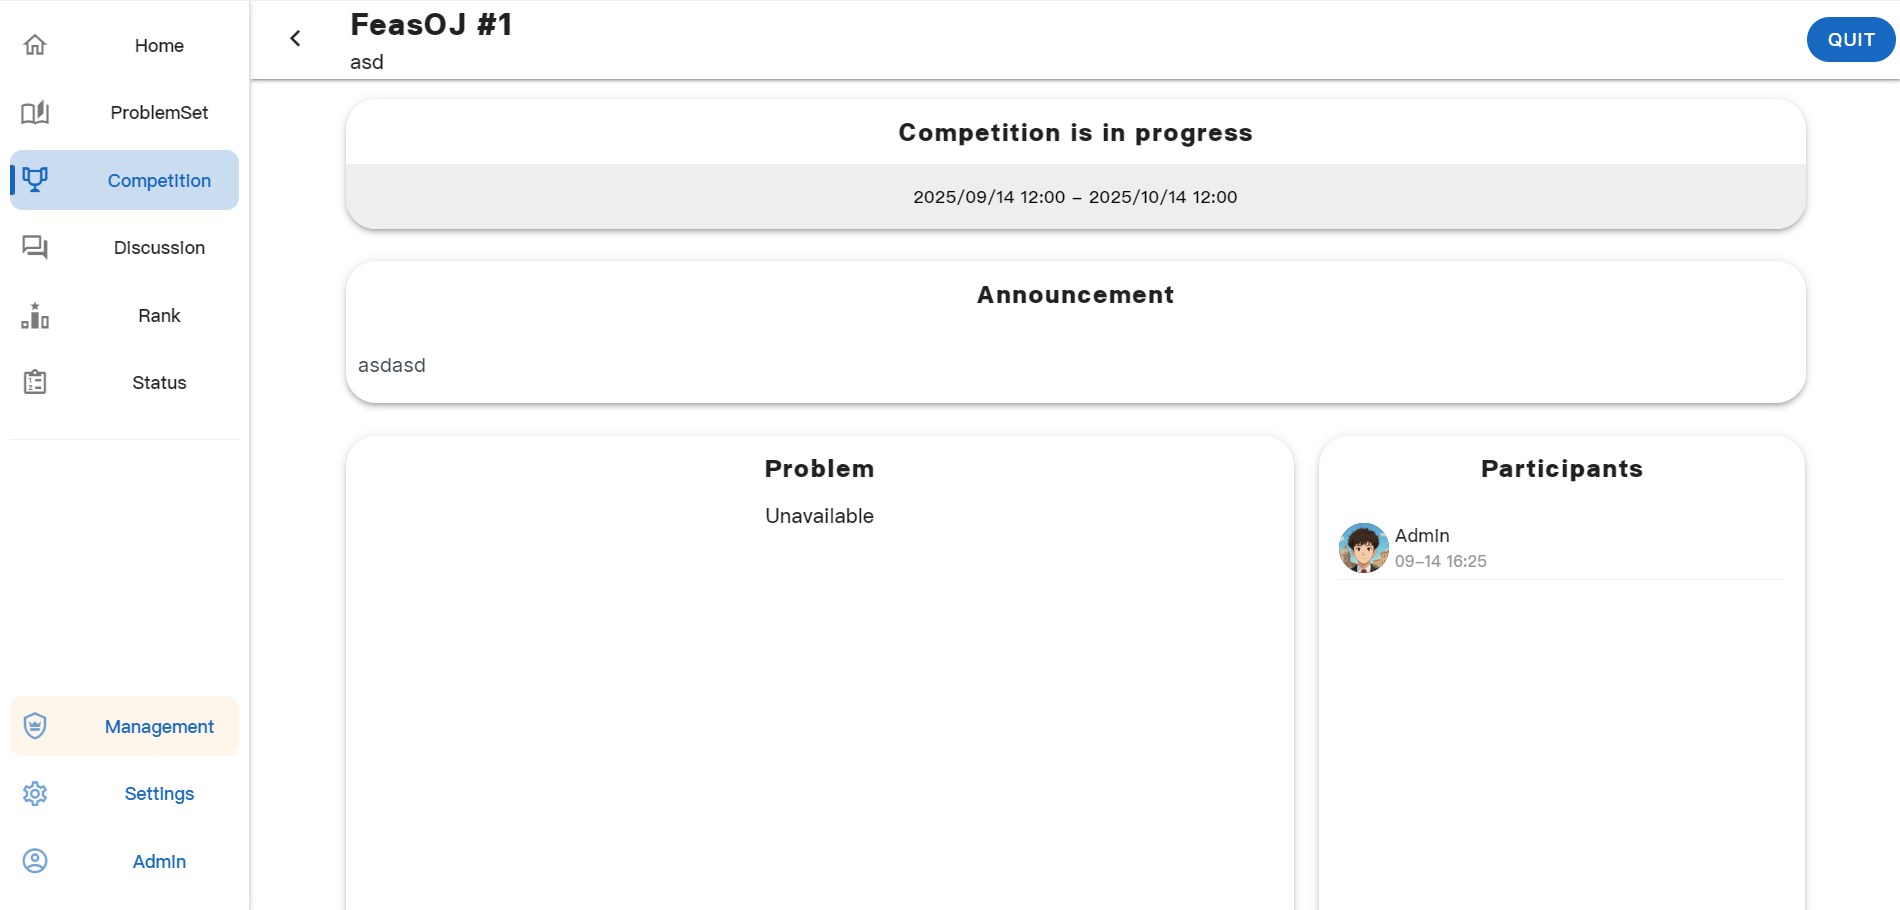 Home
ProblemSet
Competition
Discussion
Rank
Status
Management
Settings
Admin
FeasOJ #1
asd
QUIT
Competition is in progress
2025/09/14 12:00 – 2025/10/14 12:00
Announcement
asdasd
Problem
Unavailable
Participants
Admin
09–14 16:25